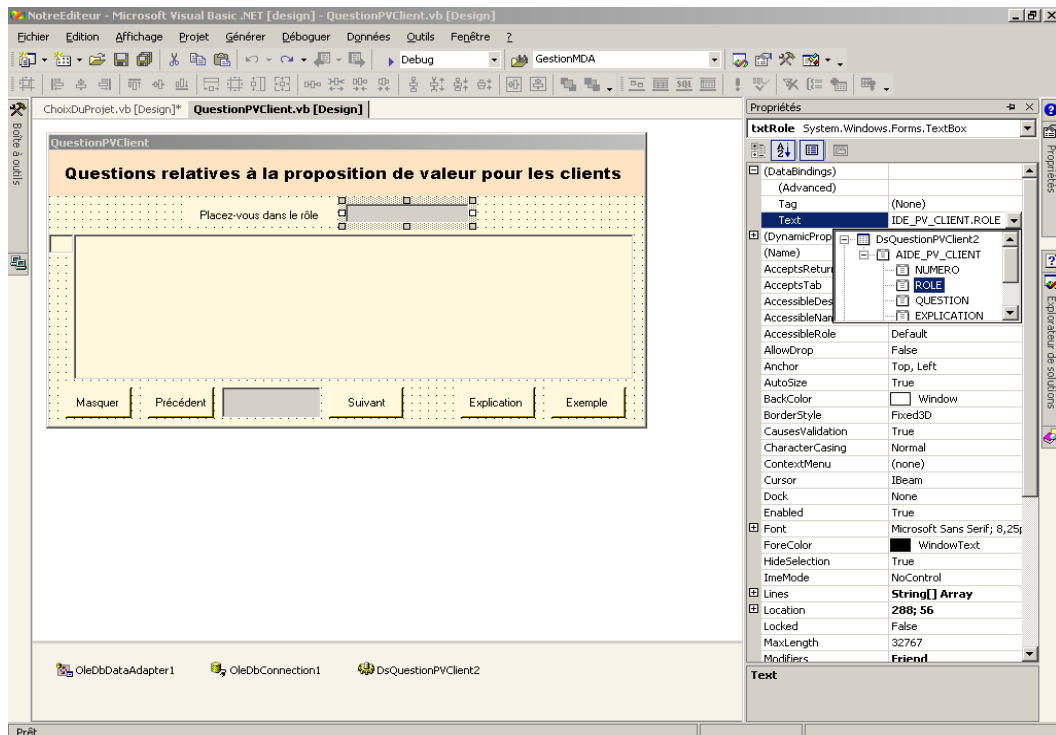 NotreEditeur - Microsoft Visual Basic .NET [design] - QuestionPVClient.vb [Design]
Fichier Edition Affichage Projet Générer Déboguer Données Outils Fenêtre ?
Debug GestionMDA
ChoixDuProjet.vb [Design]* QuestionPVClient.vb [Design]
Boîte à outils
QuestionPVClient
Questions relatives à la proposition de valeur pour les clients
Placez-vous dans le rôle
Masquer Précédent Suivant Explication Exemple
OleDbDataAdapter1 OleDbConnection1 DsQuestionPVClient2
Propriétés
txtRole System.Windows.Forms.TextBox
(DataBindings)
(Advanced)
Tag (None)
Text IDE_PV_CLIENT.ROLE
(DynamicProp
DsQuestionPVClient2
(Name)
AIDE_PV_CLIENT
AcceptsReturn
NUMERO
AcceptsTab
ROLE
AccessibleDes
QUESTION
AccessibleNam
EXPLICATION
AccessibleRole Default
AllowDrop False
Anchor Top, Left
AutoSize True
BackColor Window
BorderStyle Fixed3D
CausesValidation True
CharacterCasing Normal
ContextMenu (none)
Cursor IBeam
Dock None
Enabled True
Font Microsoft Sans Serif; 8,25p
ForeColor WindowText
HideSelection True
ImeMode NoControl
Lines String[] Array
Location 288; 56
Locked False
MaxLength 32767
Modifiers Friend
Text
Propriétés
Explorateur de solutions
Prêt